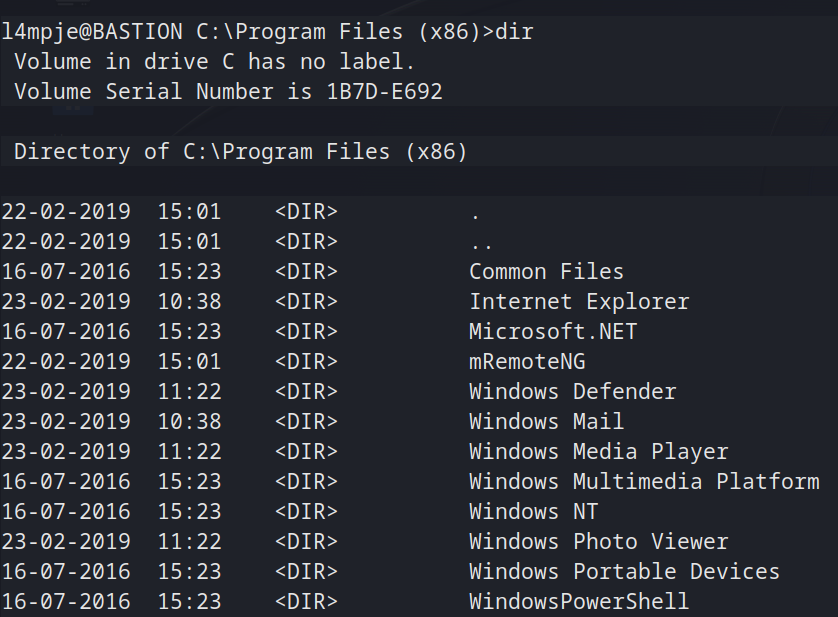 l4mpje@BASTION C:\Program Files (x86)>dir
Volume in drive C has no label.
Volume Serial Number is 1B7D-E692
Directory of C:\Program Files (x86)
22-02-2019  15:01    <DIR>          .
22-02-2019  15:01    <DIR>          ..
16-07-2016  15:23    <DIR>          Common Files
23-02-2019  10:38    <DIR>          Internet Explorer
16-07-2016  15:23    <DIR>          Microsoft.NET
22-02-2019  15:01    <DIR>          mRemoteNG
23-02-2019  11:22    <DIR>          Windows Defender
23-02-2019  10:38    <DIR>          Windows Mail
23-02-2019  11:22    <DIR>          Windows Media Player
16-07-2016  15:23    <DIR>          Windows Multimedia Platform
16-07-2016  15:23    <DIR>          Windows NT
23-02-2019  11:22    <DIR>          Windows Photo Viewer
16-07-2016  15:23    <DIR>          Windows Portable Devices
16-07-2016  15:23    <DIR>          WindowsPowerShell